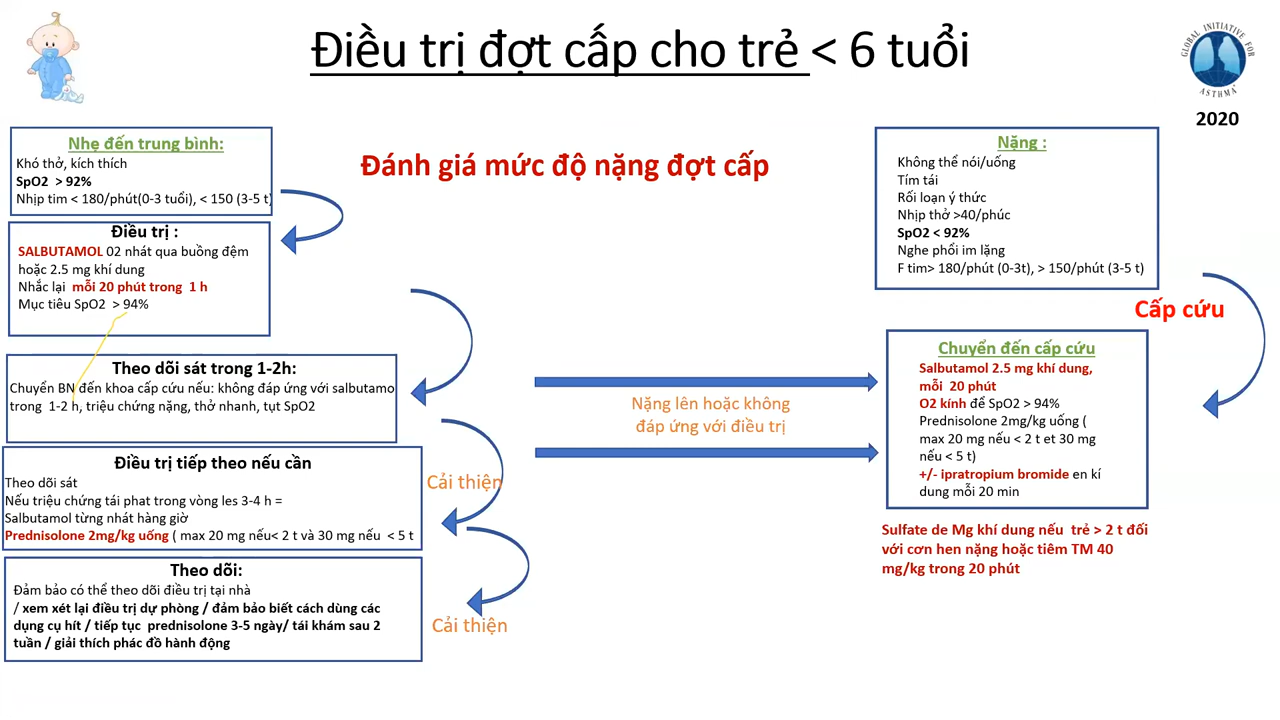 Điều trị đợt cấp cho trẻ < 6 tuổi
GLOBAL INITIATIVE FOR
ASTHMA
2020
Nhẹ đến trung bình:
Khó thở, kích thích
SpO2 > 92%
Nhịp tim < 180/phút(0-3 tuổi), < 150 (3-5 t)
Đánh giá mức độ nặng đợt cấp
Nặng :
Không thể nói/uống
Tím tái
Rối loạn ý thức
Nhịp thở >40/phúc
SpO2 < 92%
Nghe phổi im lặng
F tim> 180/phút (0-3t), > 150/phút (3-5 t)
Điều trị :
SALBUTAMOL 02 nhát qua buồng đệm
hoặc 2.5 mg khí dung
Nhắc lại mỗi 20 phút trong 1 h
Mục tiêu SpO2 > 94%
Cấp cứu
Theo dõi sát trong 1-2h:
Chuyển BN đến khoa cấp cứu nếu: không đáp ứng với salbutamo
trong 1-2 h, triệu chứng nặng, thở nhanh, tụt SpO2
Nặng lên hoặc không
đáp ứng với điều trị
Chuyển đến cấp cứu
Salbutamol 2.5 mg khí dung,
mỗi 20 phút
O2 kính để SpO2 > 94%
Prednisolone 2mg/kg uống (
max 20 mg nếu < 2 t et 30 mg
nếu < 5 t)
+/- ipratropium bromide en kí
dung mỗi 20 min
Điều trị tiếp theo nếu cần
Theo dõi sát
Nếu triệu chứng tái phat trong vòng les 3-4 h =
Salbutamol từng nhát hàng giờ
Prednisolone 2mg/kg uống ( max 20 mg nếu< 2 t và 30 mg nếu < 5 t
Cải thiện
Sulfate de Mg khí dung nếu trẻ > 2 t đối
với cơn hen nặng hoặc tiêm TM 40
mg/kg trong 20 phút
Theo dõi:
Đảm bảo có thể theo dõi điều trị tại nhà
/ xem xét lại điều trị dự phòng / đảm bảo biết cách dùng các
dụng cụ hít / tiếp tục prednisolone 3-5 ngày/ tái khám sau 2
tuần / giải thích phác đồ hành động
Cải thiện